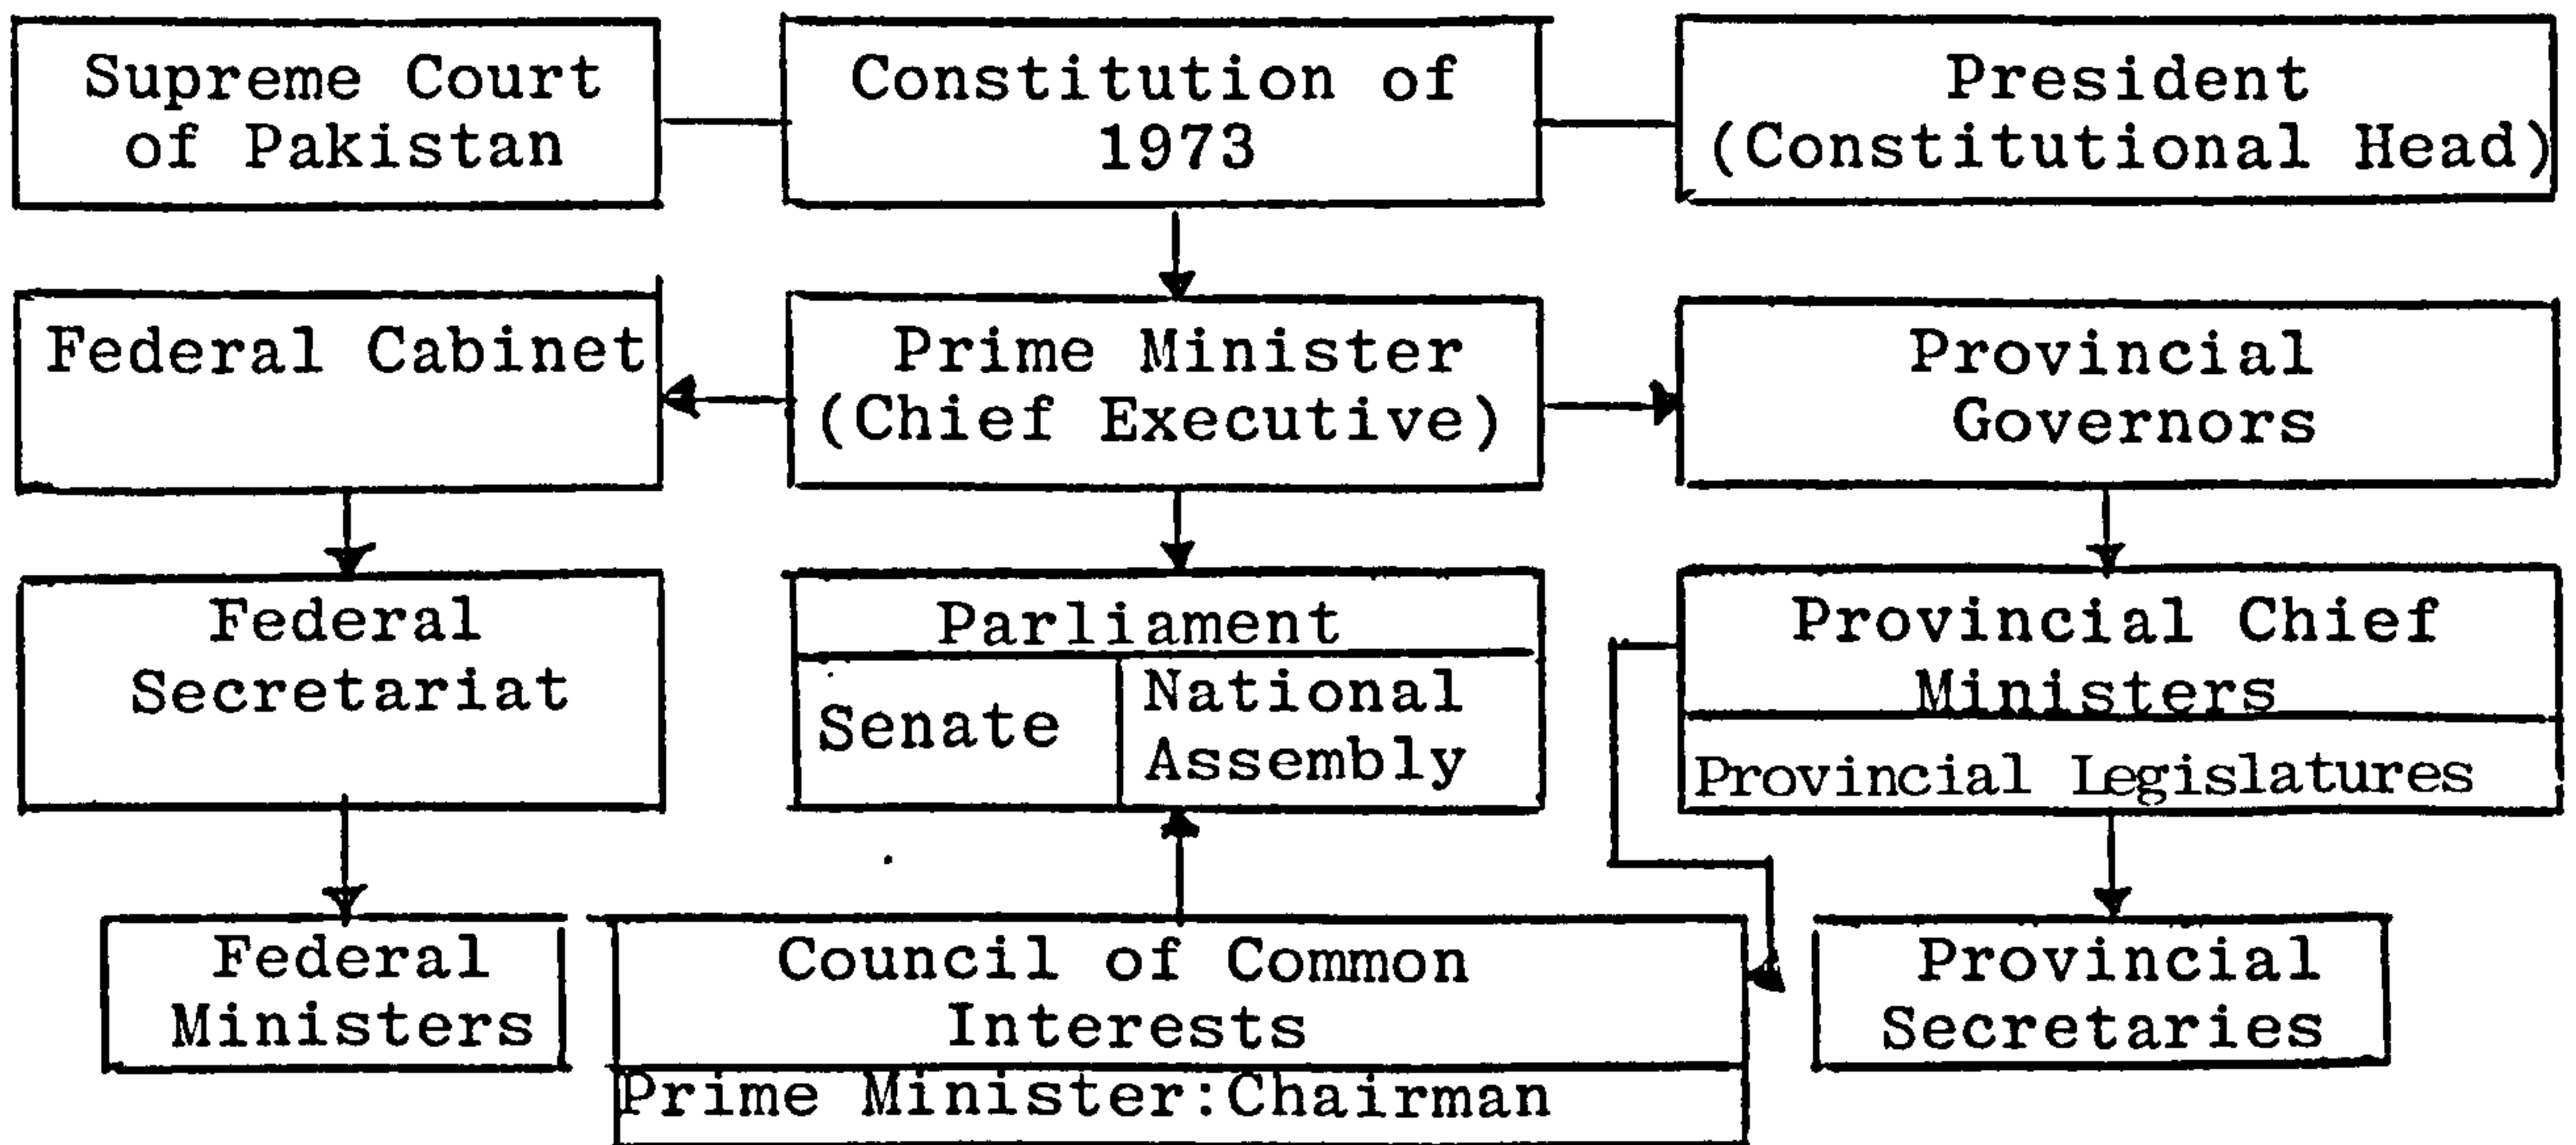 Supreme Court
of Pakistan
Constitution of
1973
President
(Constitutional Head)
Federal Cabinet
Prime Minister
(Chief Executive)
Provincial
Governors
Federal
Secretariat
Parliament
Senate
National
Assembly
Provincial Chief
Ministers
Provincial Legislatures
Federal
Ministers
Council of Common
Interests
Prime Minister:Chairman
Provincial
Secretaries